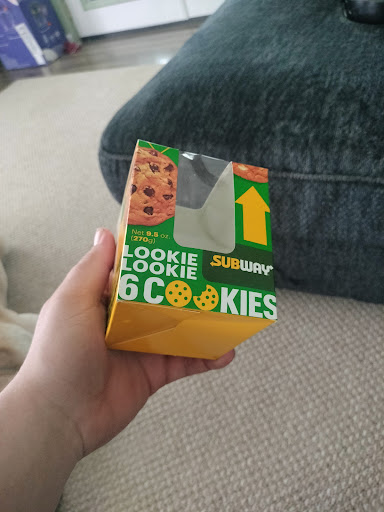 Net 9.5 oz
(270g)
LOOKIE
LOOKIE
SUBWAY
6 COOKIES